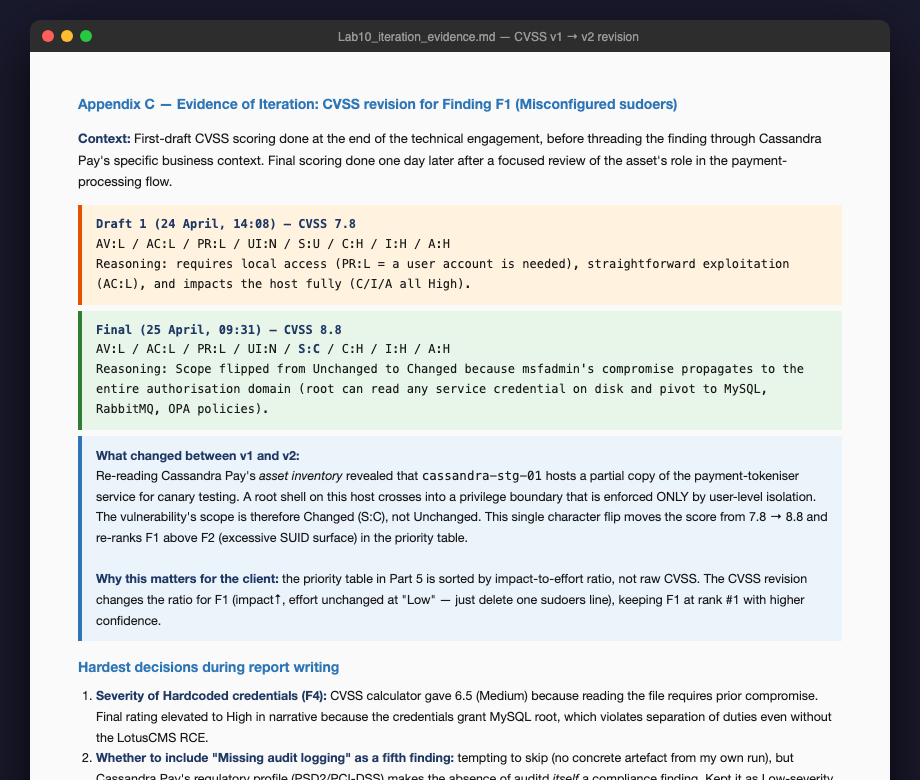 Lab10_iteration_evidence.md — CVSS v1 → v2 revision
Appendix C — Evidence of Iteration: CVSS revision for Finding F1 (Misconfigured sudoers)
Context: First-draft CVSS scoring done at the end of the technical engagement, before threading the finding through Cassandra
Pay's specific business context. Final scoring done one day later after a focused review of the asset's role in the payment-
processing flow.
Draft 1 (24 April, 14:08) — CVSS 7.8
AV:L / AC:L / PR:L / UI:N / S:U / C:H / I:H / A:H
Reasoning: requires local access (PR:L = a user account is needed), straightforward exploitation
(AC:L), and impacts the host fully (C/I/A all High).
Final (25 April, 09:31) — CVSS 8.8
AV:L / AC:L / PR:L / UI:N / S:C / C:H / I:H / A:H
Reasoning: Scope flipped from Unchanged to Changed because msfadmin's compromise propagates to the
entire authorisation domain (root can read any service credential on disk and pivot to MySQL,
RabbitMQ, OPA policies).
What changed between v1 and v2:
Re-reading Cassandra Pay's asset inventory revealed that cassandra-stg-01 hosts a partial copy of the payment-tokeniser
service for canary testing. A root shell on this host crosses into a privilege boundary that is enforced ONLY by user-level isolation.
The vulnerability's scope is therefore Changed (S:C), not Unchanged. This single character flip moves the score from 7.8 → 8.8 and
re-ranks F1 above F2 (excessive SUID surface) in the priority table.
Why this matters for the client: the priority table in Part 5 is sorted by impact-to-effort ratio, not raw CVSS. The CVSS revision
changes the ratio for F1 (impact↑, effort unchanged at "Low" — just delete one sudoers line), keeping F1 at rank #1 with higher
confidence.
Hardest decisions during report writing
1. Severity of Hardcoded credentials (F4): CVSS calculator gave 6.5 (Medium) because reading the file requires prior compromise.
Final rating elevated to High in narrative because the credentials grant MySQL root, which violates separation of duties even without
the LotusCMS RCE.
2. Whether to include "Missing audit logging" as a fifth finding: tempting to skip (no concrete artefact from my own run), but
Cassandra Pay's regulatory profile (PSD2/PCI-DSS) makes the absence of auditd itself a compliance finding. Kept it as Low-severity